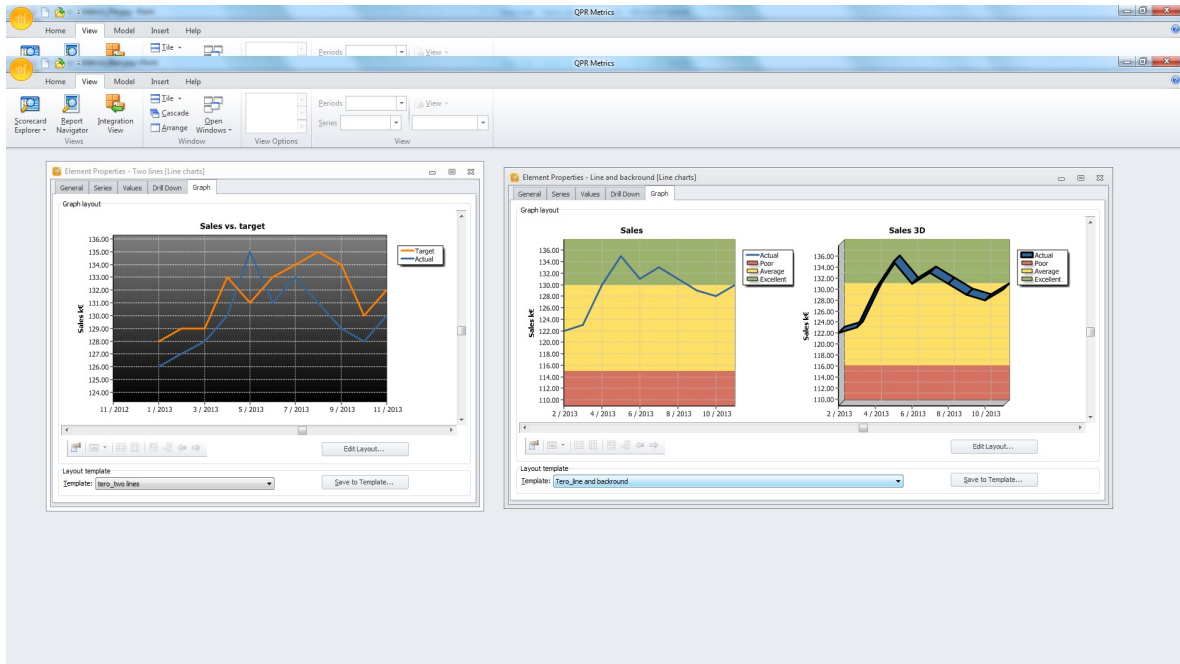 QPR Metrics
Home View Model Insert Help
Tile
Periods View
QPR Metrics
Home View Model Insert Help
Scorecard Explorer
Report Navigator
Integration View
Views
Tile
Cascade
Arrange
Open Windows
Window
View Options
Periods
Series
View
View
Element Properties - Two lines [Line charts]
General Series Values Drill Down Graph
Graph layout
Sales vs. target
136.00
135.00
134.00
133.00
132.00
131.00
130.00
129.00
128.00
127.00
125.00
124.00
Sales k€
11 / 2012 1 / 2013 3 / 2013 5 / 2013 7 / 2013 9 / 2013 11 / 2013
Target
Actual
Edit Layout...
Layout template
Template: tero_two lines
Save to Template...
Element Properties - Line and backround [Line charts]
General Series Values Drill Down Graph
Graph layout
Sales
136.00
134.00
132.00
130.00
128.00
126.00
124.00
122.00
120.00
118.00
116.00
114.00
112.00
110.00
Sales k€
2 / 2013 4 / 2013 6 / 2013 8 / 2013 10 / 2013
Actual
Poor
Average
Excellent
Sales 3D
136.00
134.00
132.00
130.00
128.00
126.00
124.00
122.00
120.00
118.00
116.00
114.00
112.00
110.00
Sales k€
2 / 2013 4 / 2013 6 / 2013 8 / 2013 10 / 2013
Actual
Poor
Average
Excellent
Edit Layout...
Layout template
Template: Tero_line and backround
Save to Template...